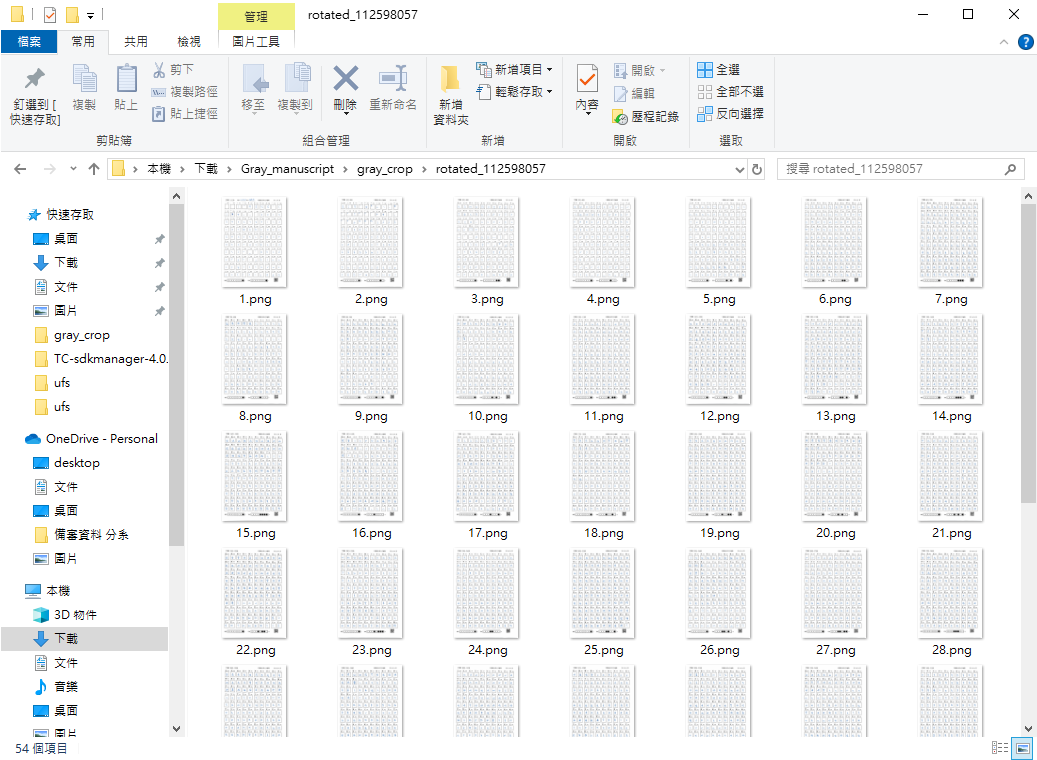 管理
rotated_112598057
檔案
常用
共用
檢視
圖片工具
釘選到 [
快速存取]
複製
貼上
剪下
複製路徑
貼上捷徑
剪貼簿
移至
複製到
刪除
重新命名
組合管理
新增
資料夾
新增項目
輕鬆存取
新增
內容
開啟
編輯
歷程記錄
開啟
全選
全部不選
反向選擇
選取
本機 > 下載 > Gray_manuscript > gray_crop > rotated_112598057
搜尋 rotated_112598057
快速存取
桌面
下載
文件
圖片
gray_crop
TC-sdkmanager-4.0.
ufs
ufs
OneDrive - Personal
desktop
文件
桌面
備審資料 分系
圖片
本機
3D 物件
下載
文件
音樂
桌面
圖片
1.png
2.png
3.png
4.png
5.png
6.png
7.png
8.png
9.png
10.png
11.png
12.png
13.png
14.png
15.png
16.png
17.png
18.png
19.png
20.png
21.png
22.png
23.png
24.png
25.png
26.png
27.png
28.png
54 個項目